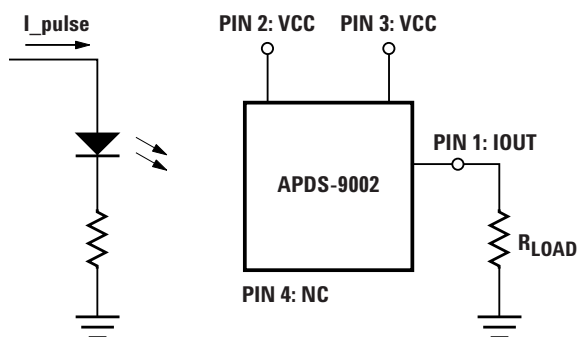 I_pulse
PIN 2: VCC
PIN 3: VCC
PIN 1: IOUT
APDS-9002
RLOAD
PIN 4: NC